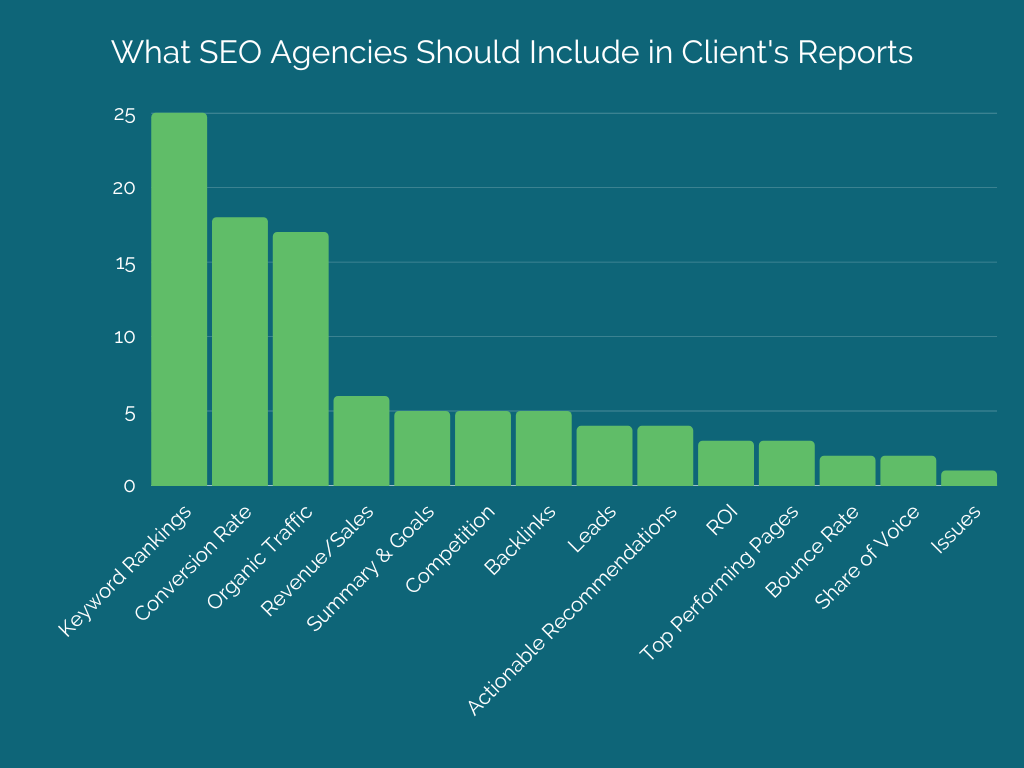 What SEO Agencies Should Include in Client's Reports
25
20
15
10
5
0
Keyword Rankings
Conversion Rate
Organic Traffic
Revenue/Sales
Summary & Goals
Competition
Backlinks
Leads
Actionable Recommendations
ROI
Top Performing Pages
Bounce Rate
Share of Voice
Issues